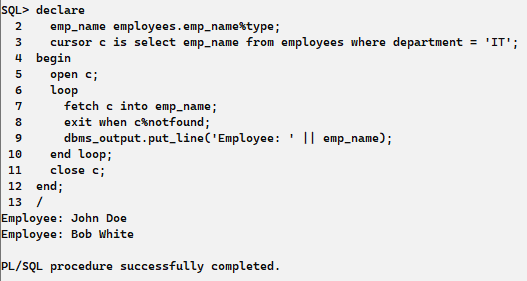 SQL> declare
  2    emp_name employees.emp_name%type;
  3    cursor c is select emp_name from employees where department = 'IT';
  4  begin
  5    open c;
  6    loop
  7      fetch c into emp_name;
  8      exit when c%notfound;
  9      dbms_output.put_line('Employee: ' || emp_name);
 10    end loop;
 11    close c;
 12  end;
 13  /
Employee: John Doe
Employee: Bob White

PL/SQL procedure successfully completed.